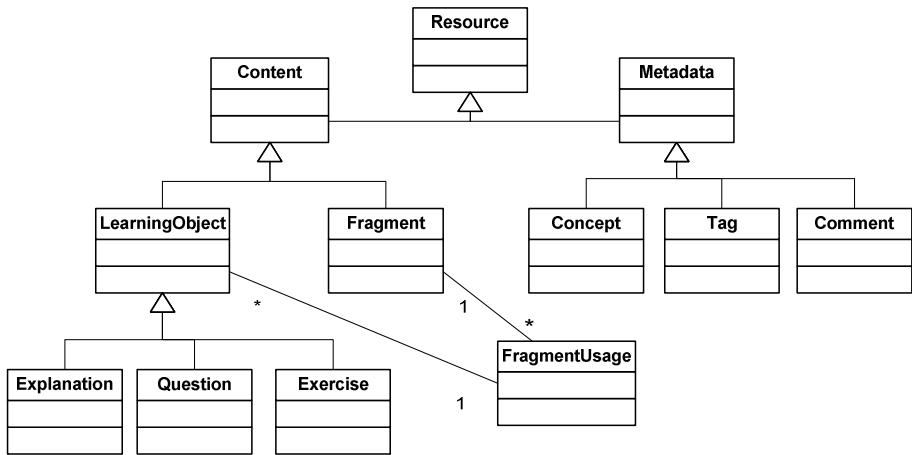 Resource
Content
Metadata
LearningObject
Fragment
Concept
Tag
Comment
*
1
*
FragmentUsage
Explanation
Question
Exercise
1